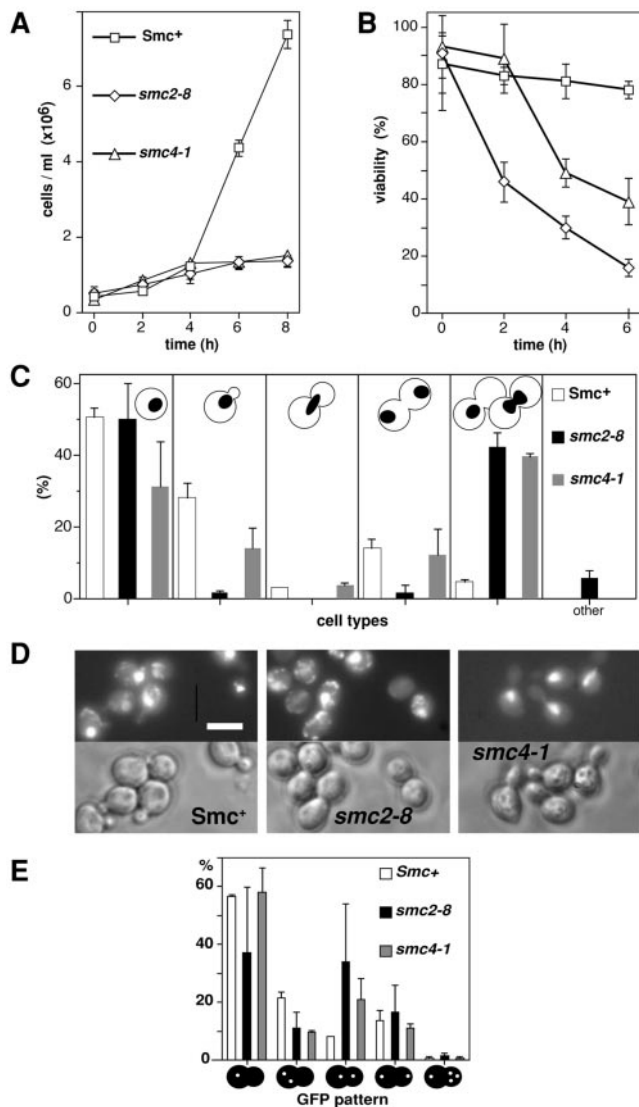 A
Smc+
smc2-8
smc4-1
cells / ml (x10⁶)
7
4
2
0
0 2 4 6 8
time (h)
B
100
80
60
40
20
0
viability (%)
0 2 4 6
time (h)
C
60
40
20
0
(%)
Smc+
smc2-8
smc4-1
other
cell types
D
Smc⁺
smc2-8
smc4-1
E
%
60
40
20
0
Smc+
smc2-8
smc4-1
GFP pattern